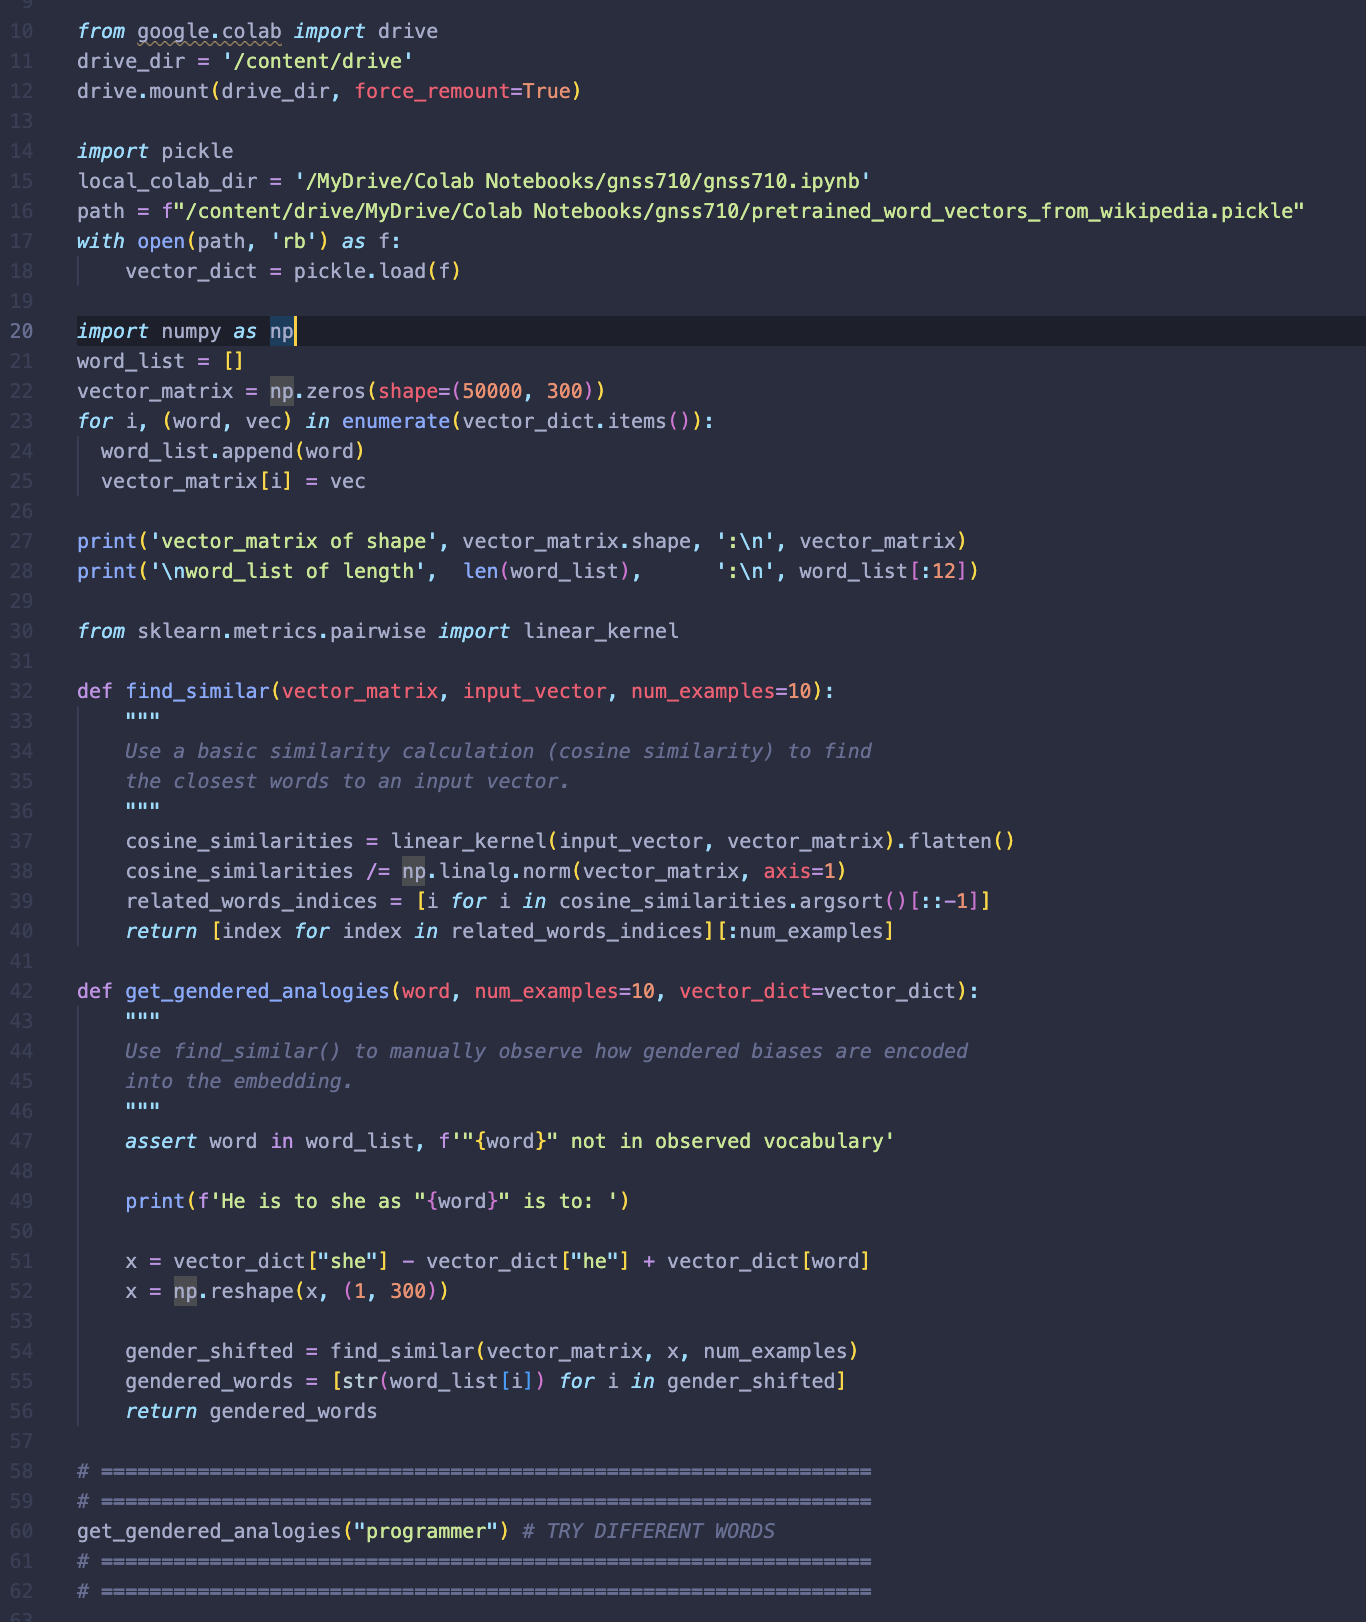 9
10 from google.colab import drive
11 drive_dir = '/content/drive'
12 drive.mount(drive_dir, force_remount=True)
13
14 import pickle
15 local_colab_dir = '/MyDrive/Colab Notebooks/gnss710/gnss710.ipynb'
16 path = f"/content/drive/MyDrive/Colab Notebooks/gnss710/pretrained_word_vectors_from_wikipedia.pickle"
17 with open(path, 'rb') as f:
18     vector_dict = pickle.load(f)
19
20 import numpy as np
21 word_list = []
22 vector_matrix = np.zeros(shape=(50000, 300))
23 for i, (word, vec) in enumerate(vector_dict.items()):
24   word_list.append(word)
25   vector_matrix[i] = vec
26
27 print('vector_matrix of shape', vector_matrix.shape, ':\n', vector_matrix)
28 print('\nword_list of length',  len(word_list),      ':\n', word_list[:12])
29
30 from sklearn.metrics.pairwise import linear_kernel
31
32 def find_similar(vector_matrix, input_vector, num_examples=10):
33     """
34     Use a basic similarity calculation (cosine similarity) to find
35     the closest words to an input vector.
36     """
37     cosine_similarities = linear_kernel(input_vector, vector_matrix).flatten()
38     cosine_similarities /= np.linalg.norm(vector_matrix, axis=1)
39     related_words_indices = [i for i in cosine_similarities.argsort()[::-1]]
40     return [index for index in related_words_indices][:num_examples]
41
42 def get_gendered_analogies(word, num_examples=10, vector_dict=vector_dict):
43     """
44     Use find_similar() to manually observe how gendered biases are encoded
45     into the embedding.
46     """
47     assert word in word_list, f'"{word}" not in observed vocabulary'
48
49     print(f'He is to she as "{word}" is to: ')
50
51     x = vector_dict["she"] - vector_dict["he"] + vector_dict[word]
52     x = np.reshape(x, (1, 300))
53
54     gender_shifted = find_similar(vector_matrix, x, num_examples)
55     gendered_words = [str(word_list[i]) for i in gender_shifted]
56     return gendered_words
57
58 # ================================================================
59 # ================================================================
60 get_gendered_analogies("programmer") # TRY DIFFERENT WORDS
61 # ================================================================
62 # ================================================================
63